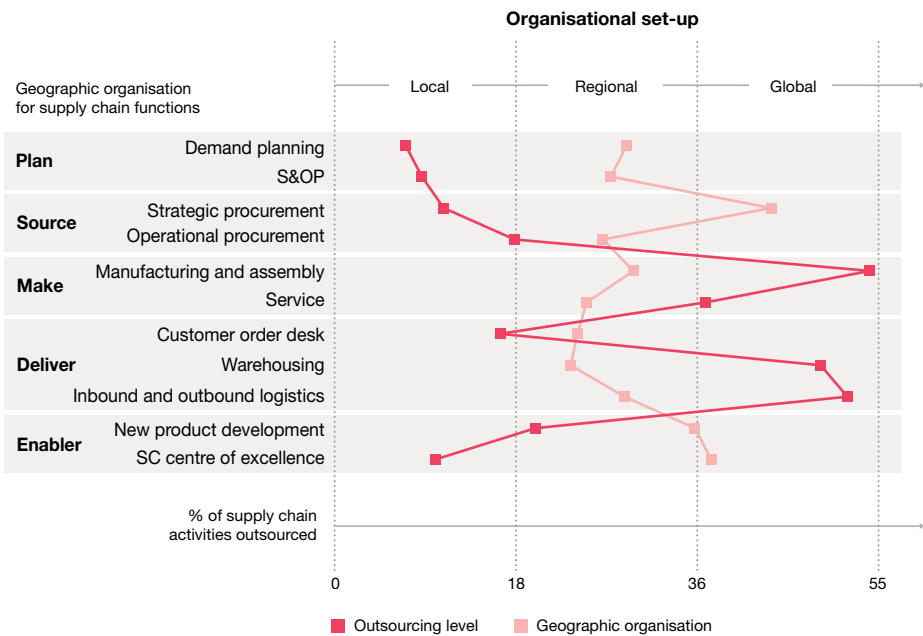 Organisational set-up
Geographic organisation
for supply chain functions
Local
Regional
Global
Plan
Demand planning
S&OP
Source
Strategic procurement
Operational procurement
Make
Manufacturing and assembly
Service
Deliver
Customer order desk
Warehousing
Inbound and outbound logistics
Enabler
New product development
SC centre of excellence
% of supply chain
activities outsourced
0
18
36
55
Outsourcing level
Geographic organisation